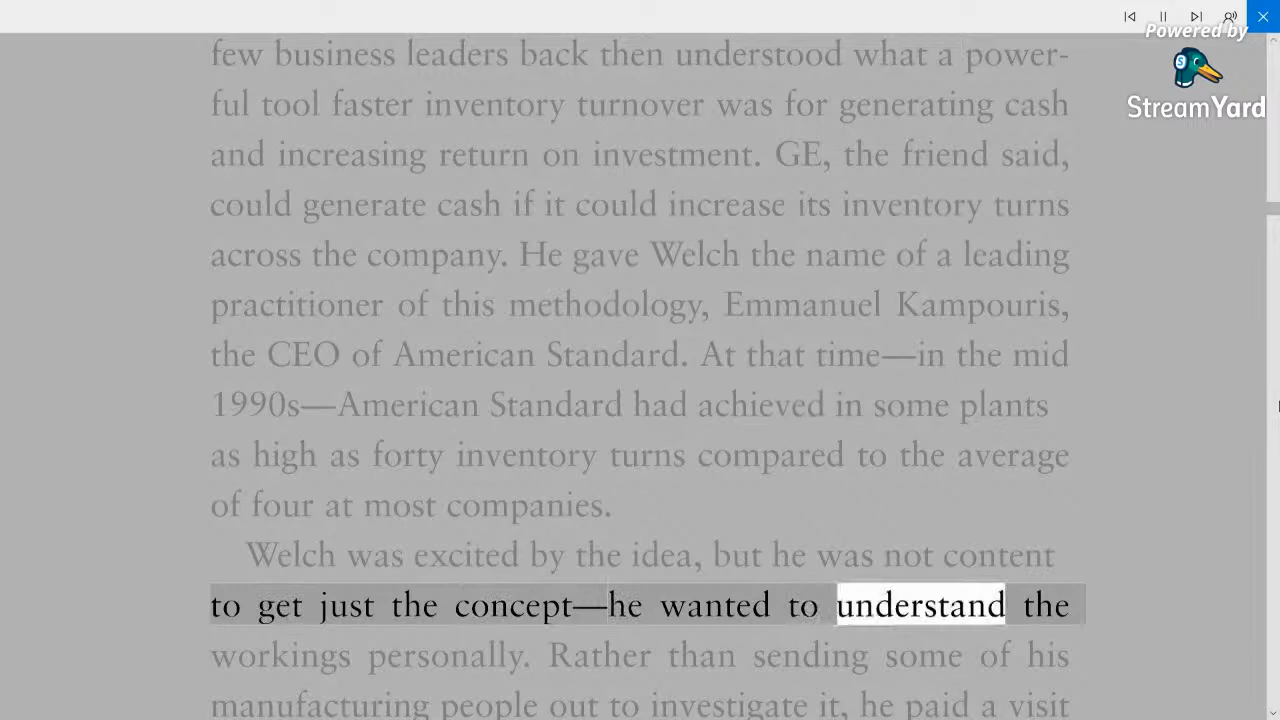 Powered by
StreamYard
few business leaders back then understood what a power-
ful tool faster inventory turnover was for generating cash
and increasing return on investment. GE, the friend said,
could generate cash if it could increase its inventory turns
across the company. He gave Welch the name of a leading
practitioner of this methodology, Emmanuel Kampouris,
the CEO of American Standard. At that time—in the mid
1990s—American Standard had achieved in some plants
as high as forty inventory turns compared to the average
of four at most companies.
Welch was excited by the idea, but he was not content
to get just the concept—he wanted to understand the
workings personally. Rather than sending some of his
manufacturing people out to investigate it, he paid a visit